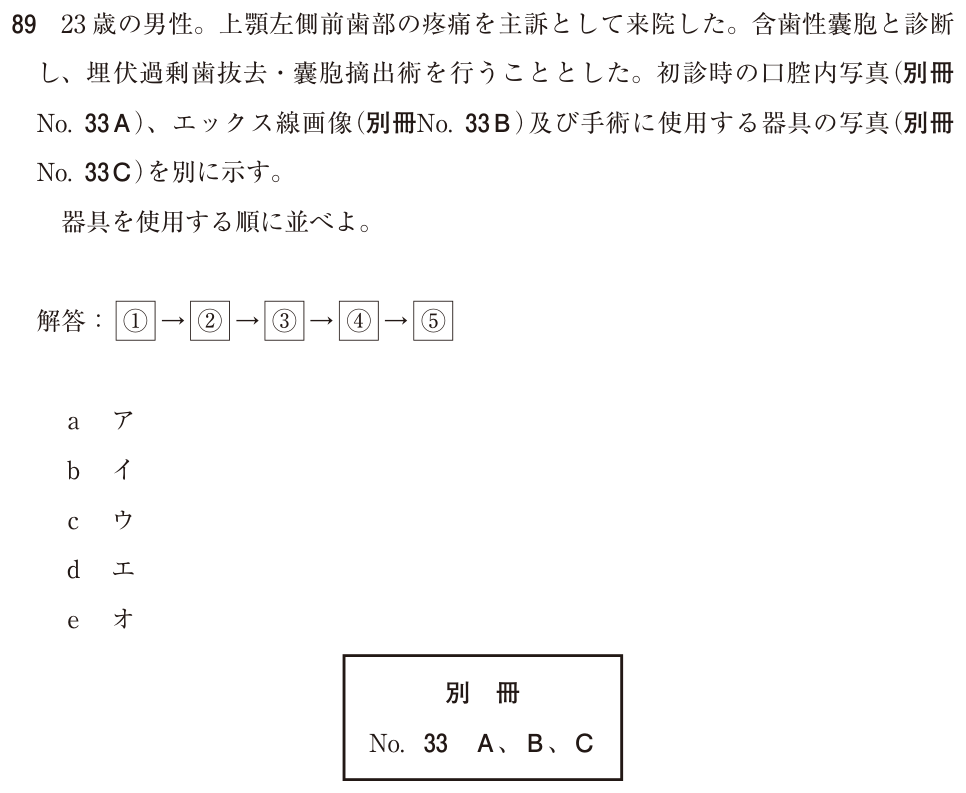 89 23歳の男性。上顎左側前歯部の疼痛を主訴として来院した。含歯性囊胞と診断
し、埋伏過剰歯抜去・囊胞摘出術を行うこととした。初診時の口腔内写真(別冊
No. 33A)、エックス線画像(別冊No. 33B)及び手術に使用する器具の写真(別冊
No. 33C)を別に示す。
器具を使用する順に並べよ。
解答：①→②→③→④→⑤
a ア
b イ
c ウ
d エ
e オ
別 冊
No. 33 A、B、C